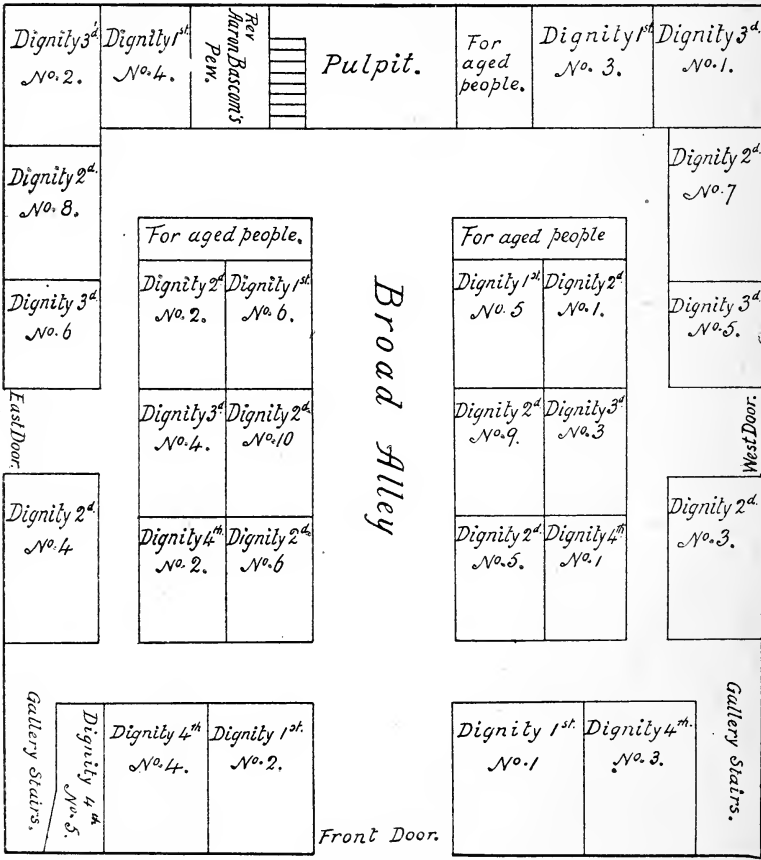 Dignity 3d.
No. 2.
Dignity 1st.
No. 4.
Rev
Aaron Bascom's
Pew.
Pulpit.
For
aged
people.
Dignity 1st
No. 3.
Dignity 3d.
No. 1.
Dignity 2d.
No. 8.
Dignity 2d.
No. 7
For aged people.
For aged people
Dignity 3d
No. 6
Dignity 2d
No. 2.
Dignity 1st.
No. 6.
Broad Alley
Dignity 1st.
No. 5
Dignity 2d.
No. 1.
Dignity 3d
No. 5.
East Door.
Dignity 3d
No. 4.
Dignity 2d.
No. 10
Dignity 2d
No. 9.
Dignity 3d
No. 3
West Door.
Dignity 2d.
No. 4
Dignity 4th.
No. 2.
Dignity 2d.
No. 6
Dignity 2d.
No. 5.
Dignity 4th
No. 1
Dignity 2d.
No. 3.
Gallery Stairs.
Dignity 4th
No. 5.
Dignity 4th
No. 4.
Dignity 1st.
No. 2.
Front Door.
Dignity 1st.
No. 1
Dignity 4th.
No. 3.
Gallery Stairs.